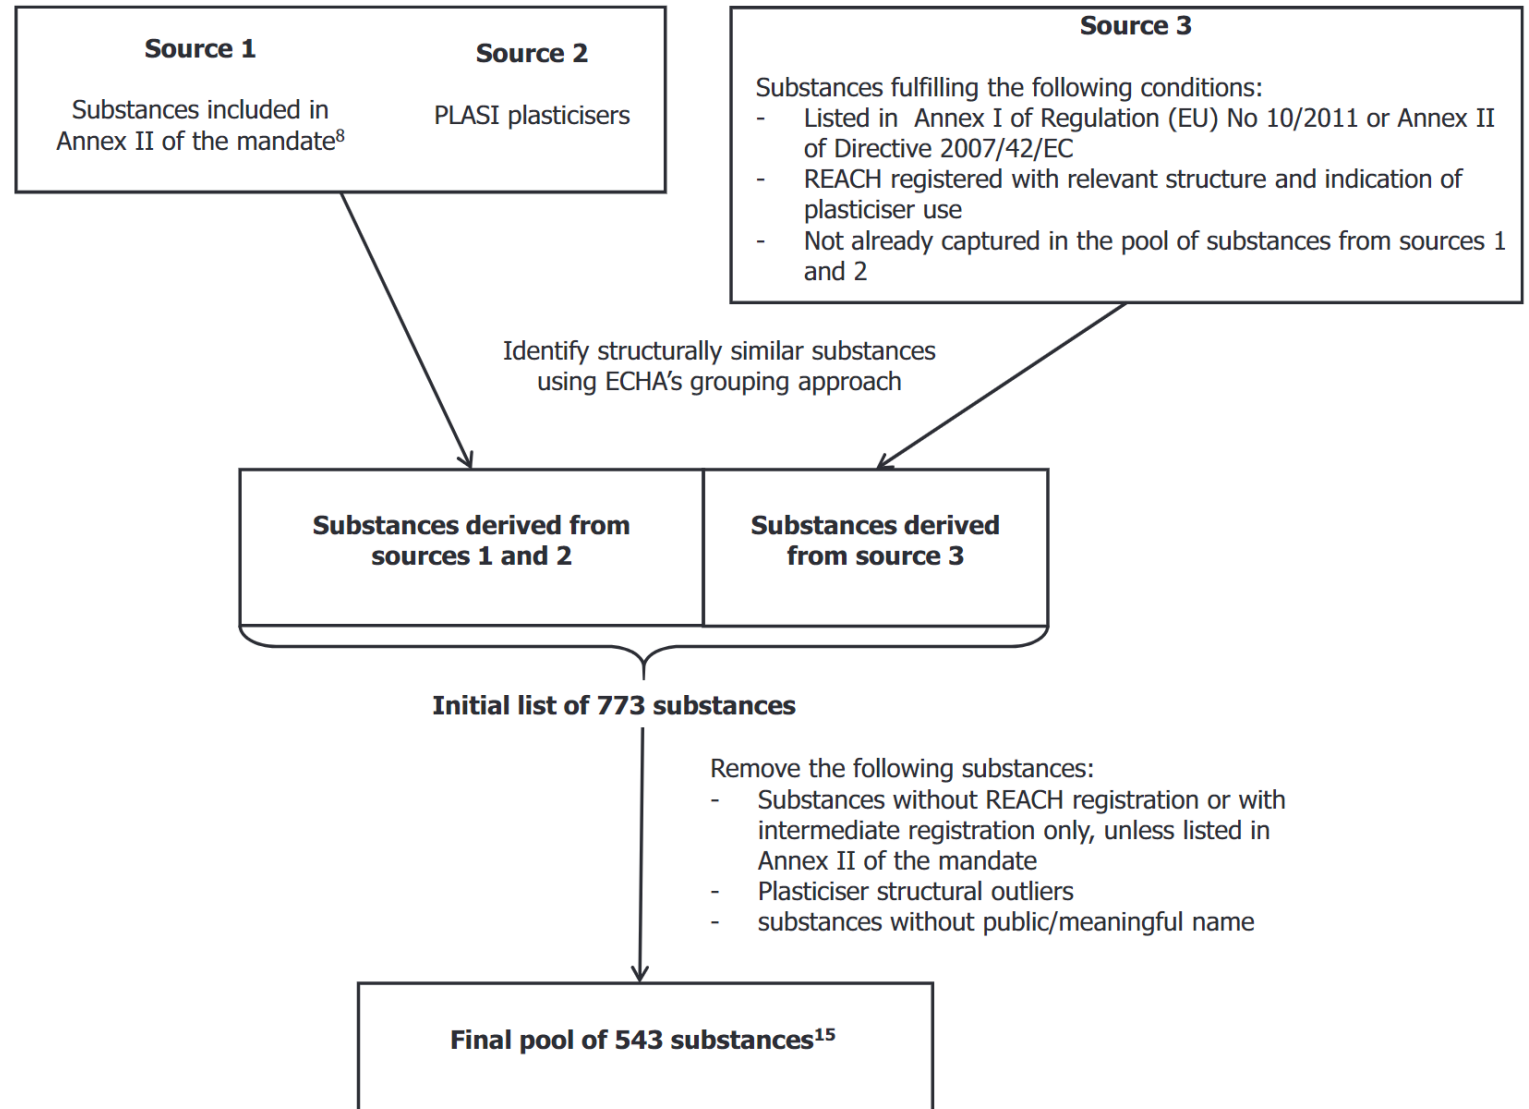 Source 1
Substances included in
Annex II of the mandate8
Source 2
PLASI plasticisers
Source 3
Substances fulfilling the following conditions:
- Listed in Annex I of Regulation (EU) No 10/2011 or Annex II
of Directive 2007/42/EC
- REACH registered with relevant structure and indication of
plasticiser use
- Not already captured in the pool of substances from sources 1
and 2
Identify structurally similar substances
using ECHA’s grouping approach
Substances derived from
sources 1 and 2
Substances derived
from source 3
Initial list of 773 substances
Remove the following substances:
- Substances without REACH registration or with
intermediate registration only, unless listed in
Annex II of the mandate
- Plasticiser structural outliers
- substances without public/meaningful name
Final pool of 543 substances15